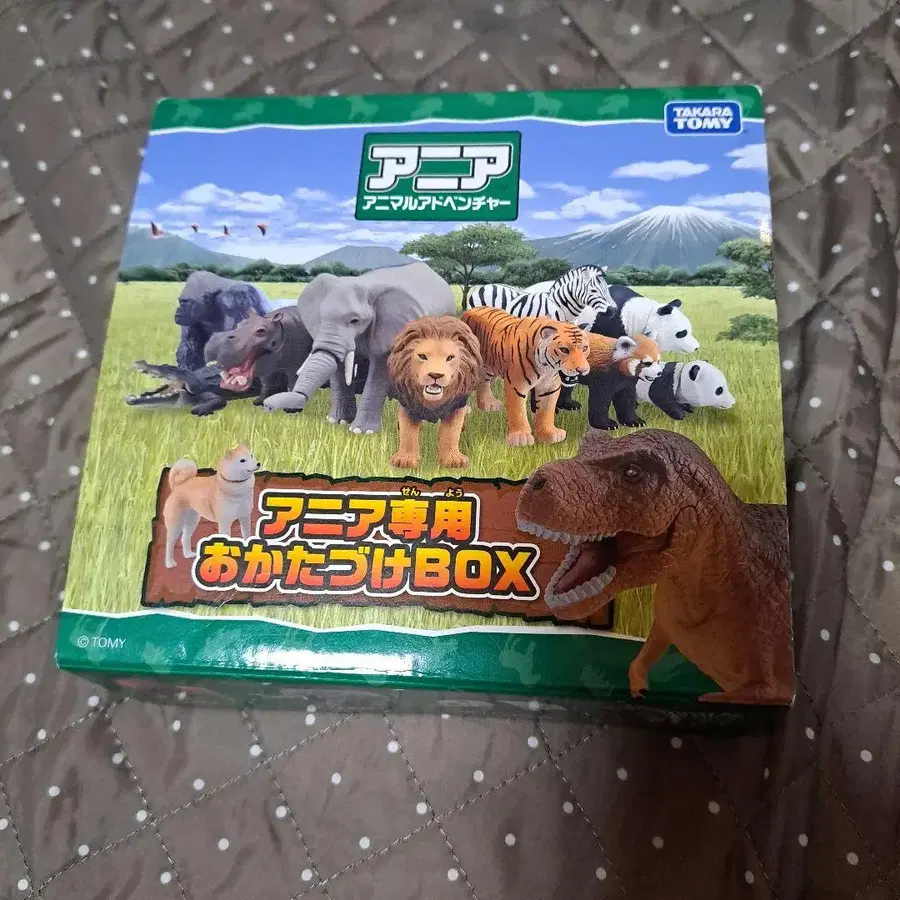 TAKARA
TOMY
アニア
アニマルアドベンチャー
アニア専用
せんよう
おかたづけBOX
© TOMY